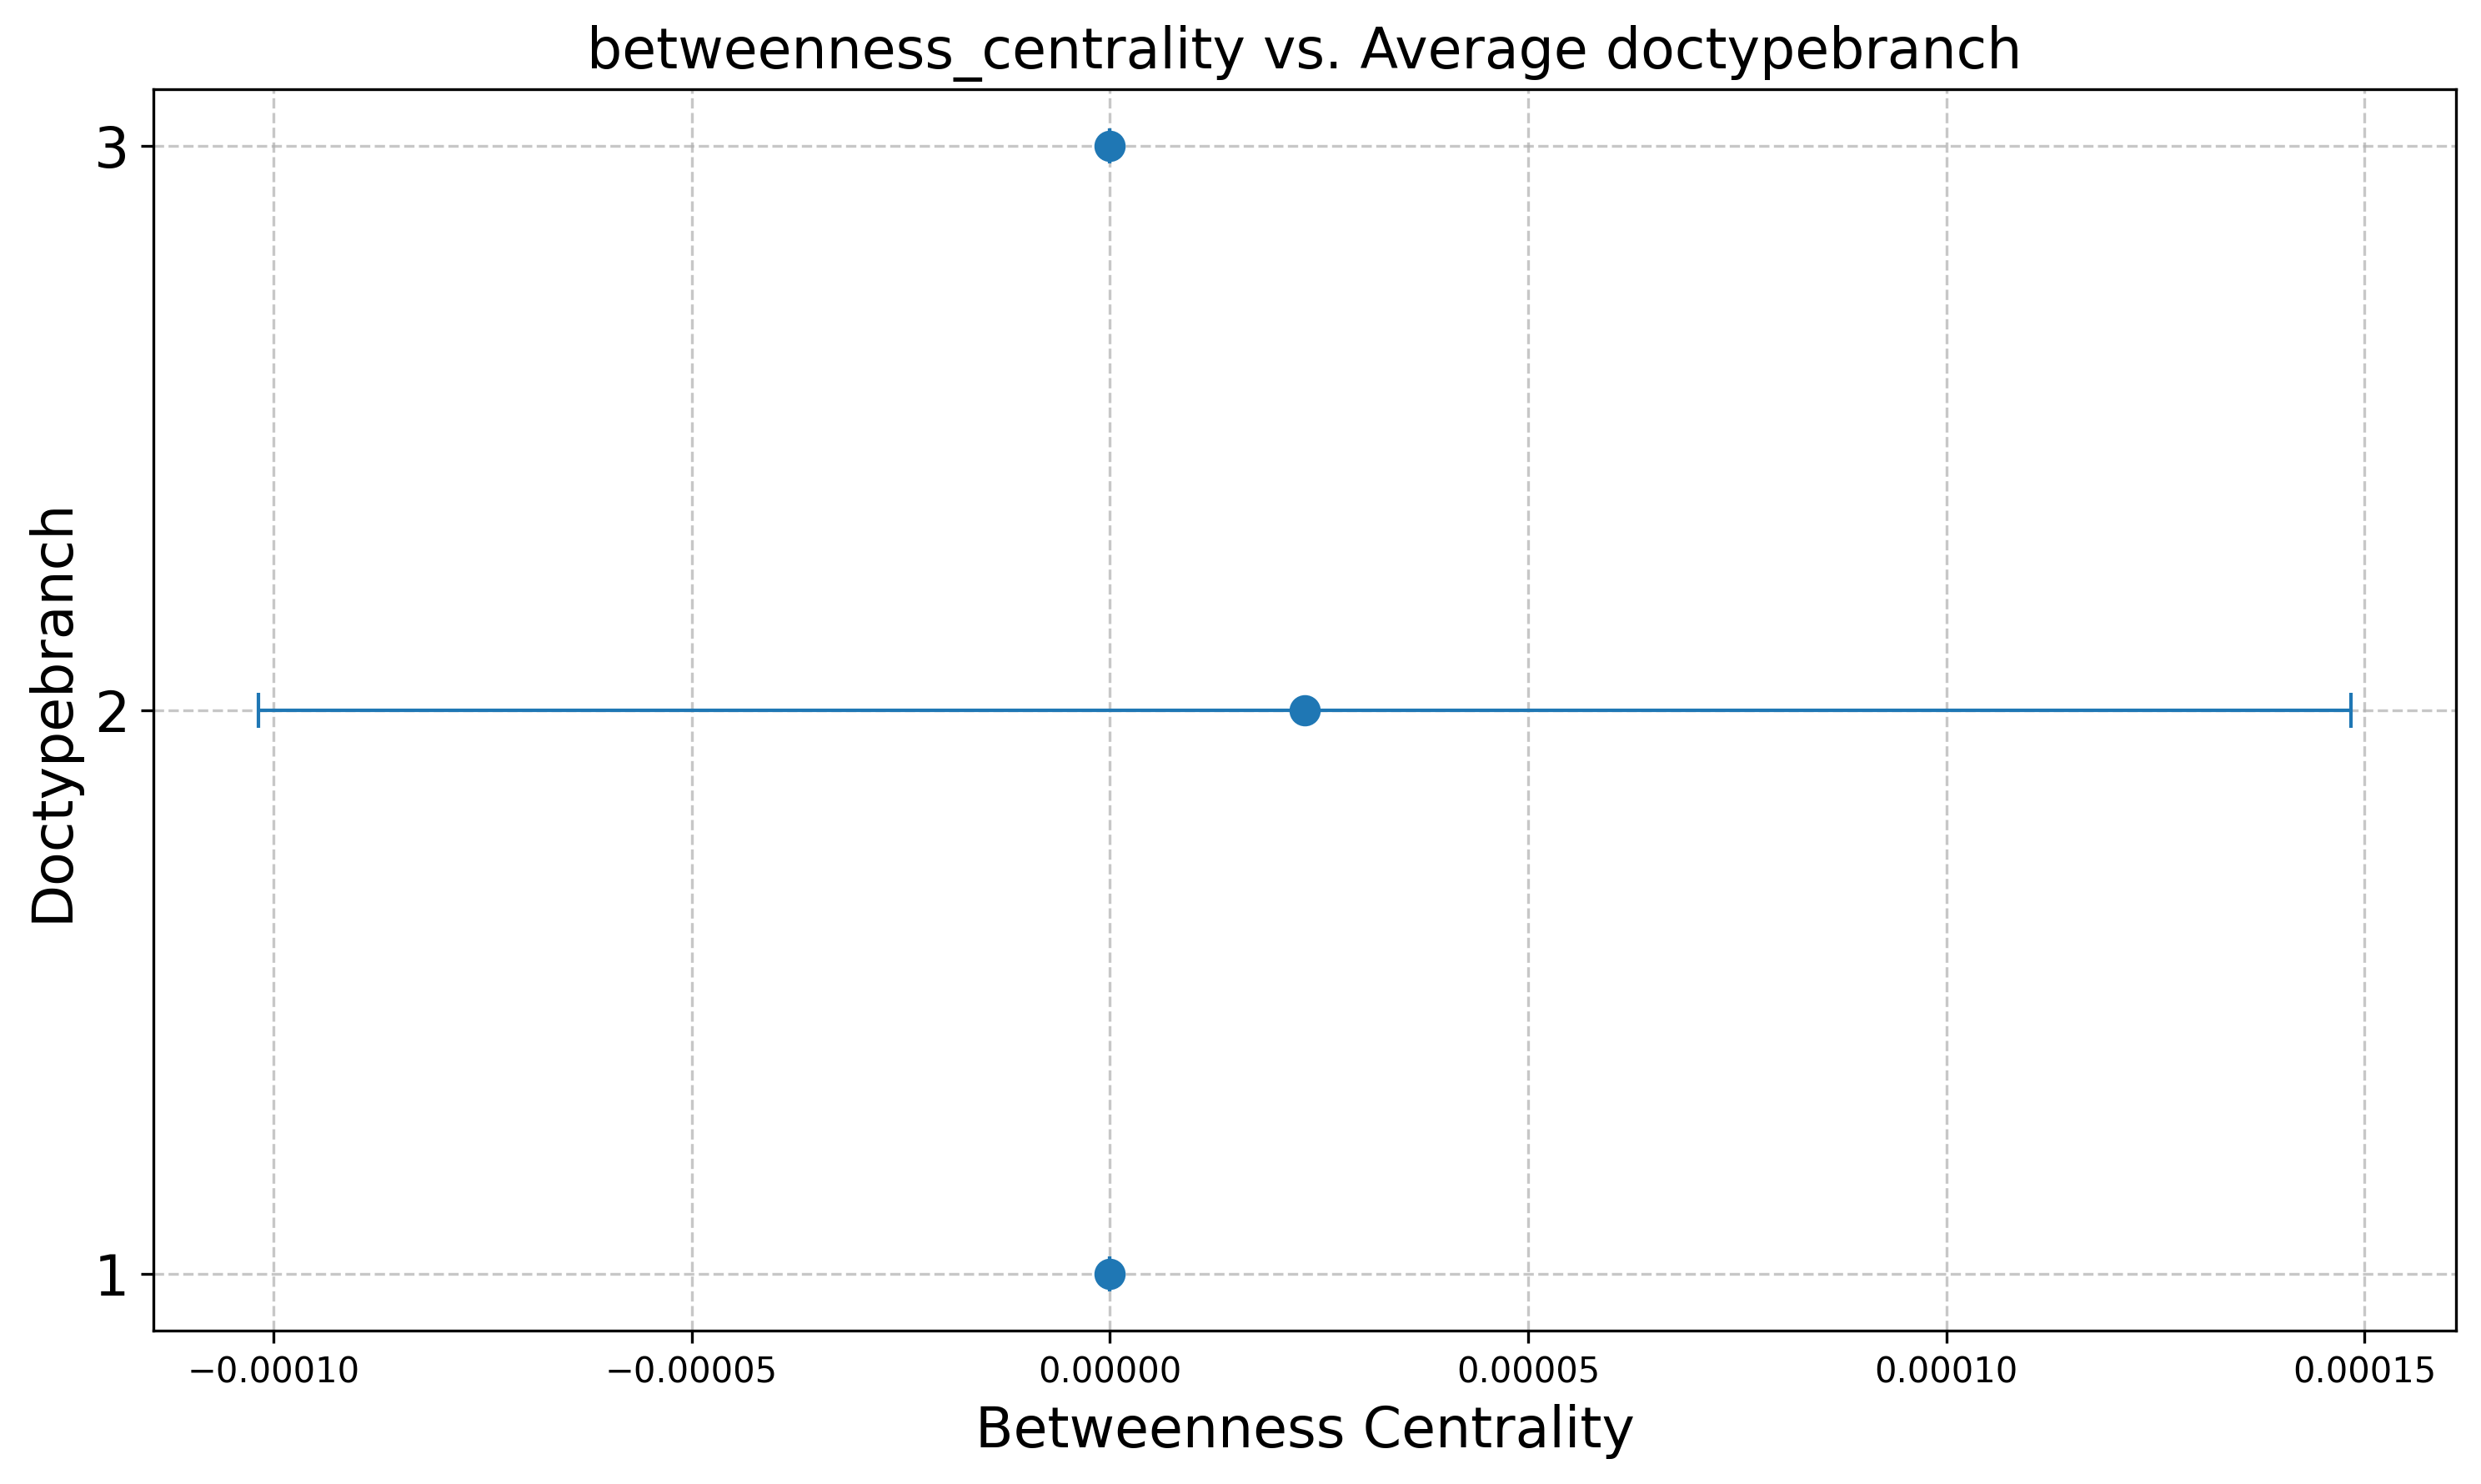 betweenness_centrality vs. Average doctypebranch
3
2
1
Doctypebranch
−0.00010 −0.00005 0.00000 0.00005 0.00010 0.00015
Betweenness Centrality